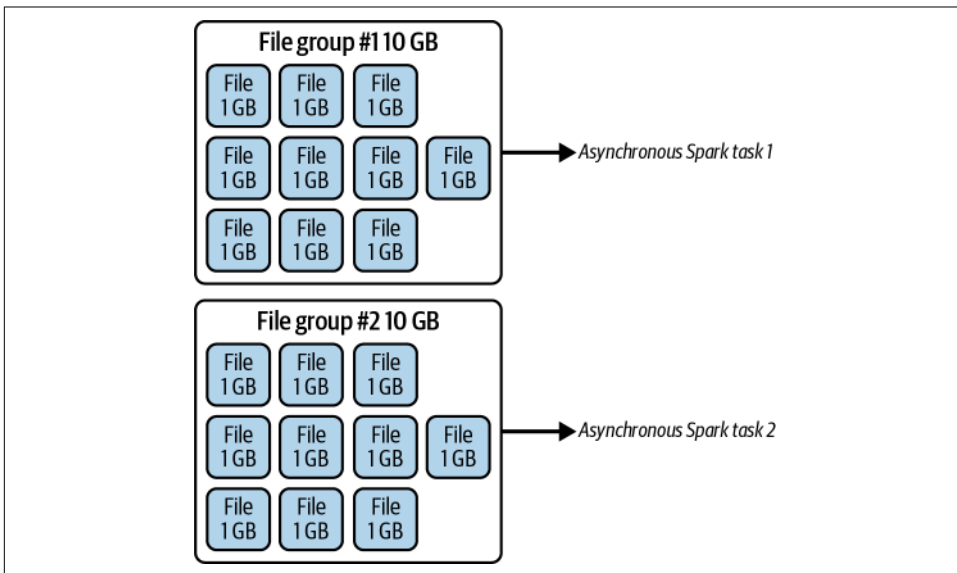 File group #1 10 GB
File File File
1 GB 1 GB 1 GB
File File File File
1 GB 1 GB 1 GB 1 GB
Asynchronous Spark task 1
File File File
1 GB 1 GB 1 GB
File group #2 10 GB
File File File
1 GB 1 GB 1 GB
File File File File
1 GB 1 GB 1 GB 1 GB
Asynchronous Spark task 2
File File File
1 GB 1 GB 1 GB